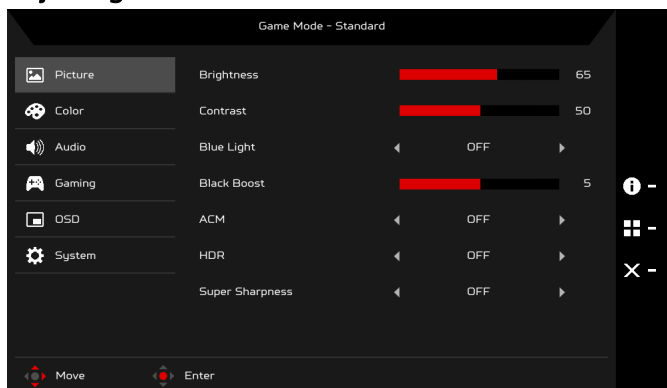 Game Mode - Standard
Picture
Brightness 65
Color
Contrast 50
Audio
Blue Light OFF
Gaming
Black Boost 5
OSD
ACM OFF
System
HDR OFF
Super Sharpness OFF
Move Enter